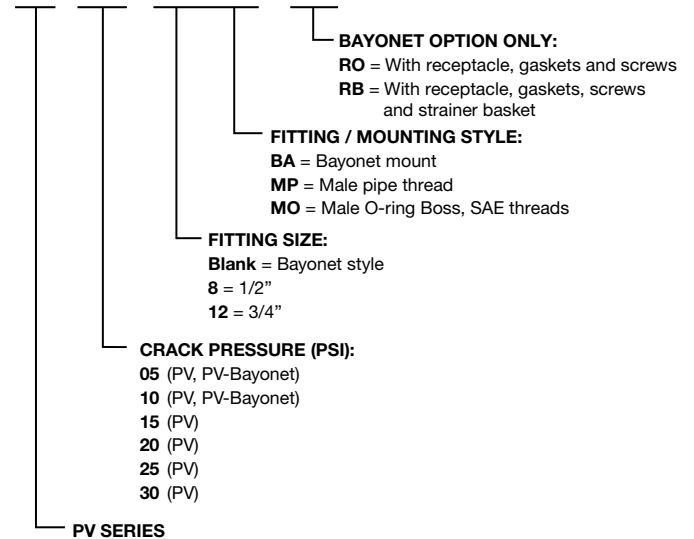 BAYONET OPTION ONLY:
RO = With receptacle, gaskets and screws
RB = With receptacle, gaskets, screws
and strainer basket
FITTING / MOUNTING STYLE:
BA = Bayonet mount
MP = Male pipe thread
MO = Male O-ring Boss, SAE threads
FITTING SIZE:
Blank = Bayonet style
8 = 1/2”
12 = 3/4”
CRACK PRESSURE (PSI):
05 (PV, PV-Bayonet)
10 (PV, PV-Bayonet)
15 (PV)
20 (PV)
25 (PV)
30 (PV)
PV SERIES